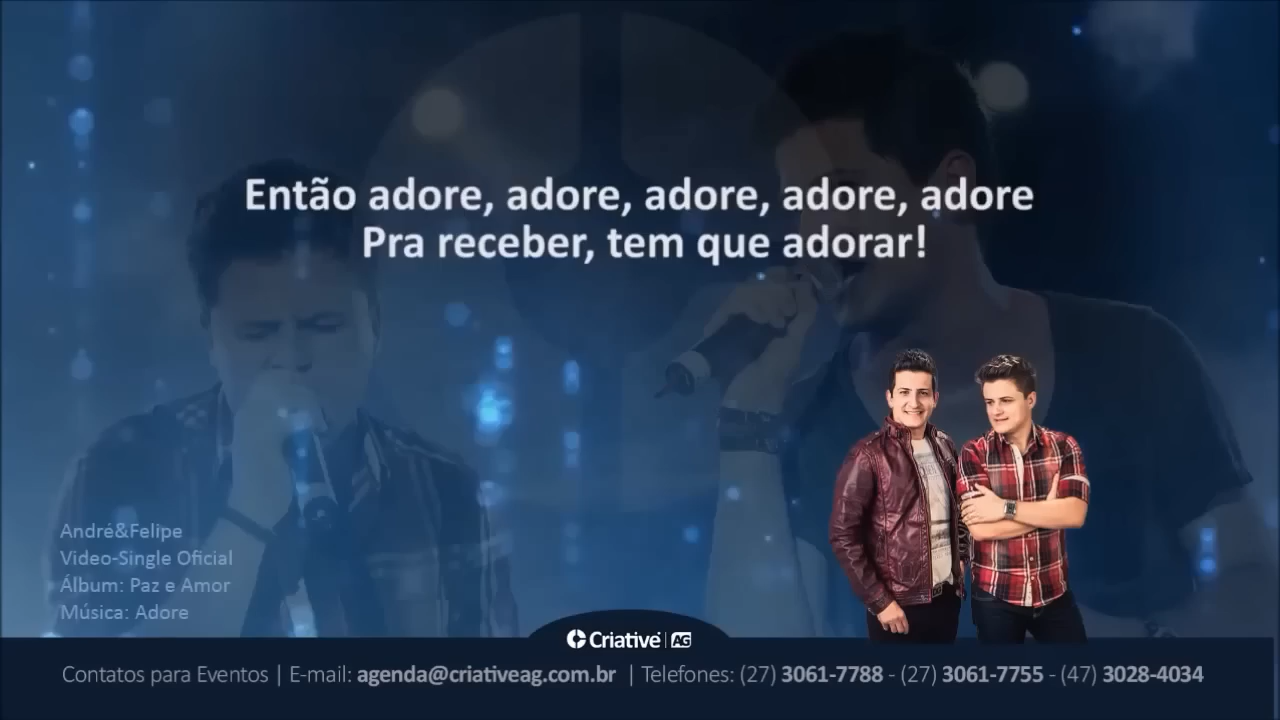 Então adore, adore, adore, adore, adore
Pra receber, tem que adorar!
André&Felipe
Video-Single Oficial
Álbum: Paz e Amor
Música: Adore
Criative AG
Contatos para Eventos | E-mail: agenda@criativeag.com.br | Telefones: (27) 3061-7788 - (27) 3061-7755 - (47) 3028-4034